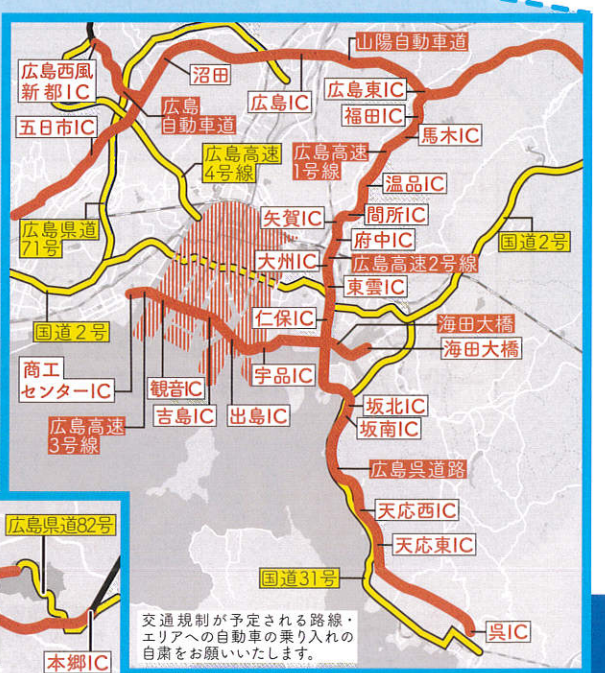 山陽自動車道
広島西風
新都IC
沼田
広島IC
広島東IC
広島
自動車道
福田IC
五日市IC
馬木IC
広島高速
4号線
広島高速
1号線
温品IC
広島県道
71号
矢賀IC
間所IC
府中IC
国道2号
大州IC
広島高速2号線
東雲IC
国道2号
仁保IC
海田大橋
海田大橋
商工
センターIC
観音IC
宇品IC
吉島IC
出島IC
坂北IC
広島高速
3号線
坂南IC
広島呉道路
天応西IC
広島県道82号
天応東IC
国道31号
交通規制が予定される路線・
エリアへの自動車の乗り入れの
自粛をお願いいたします。
呉IC
本郷IC